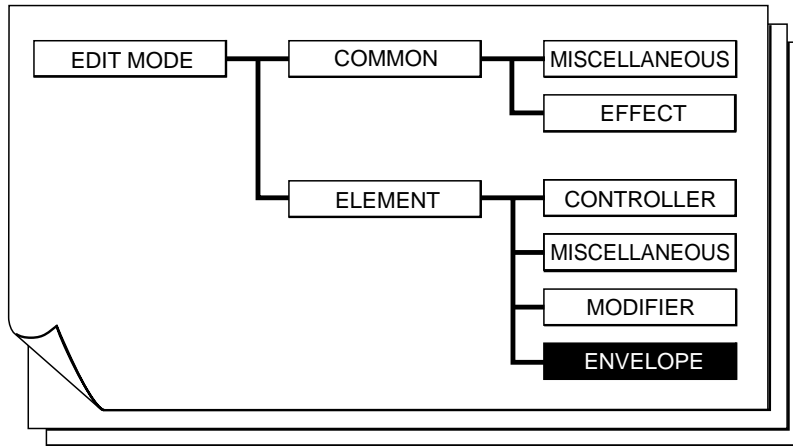 EDIT MODE
COMMON
MISCELLANEOUS
EFFECT
ELEMENT
CONTROLLER
MISCELLANEOUS
MODIFIER
ENVELOPE